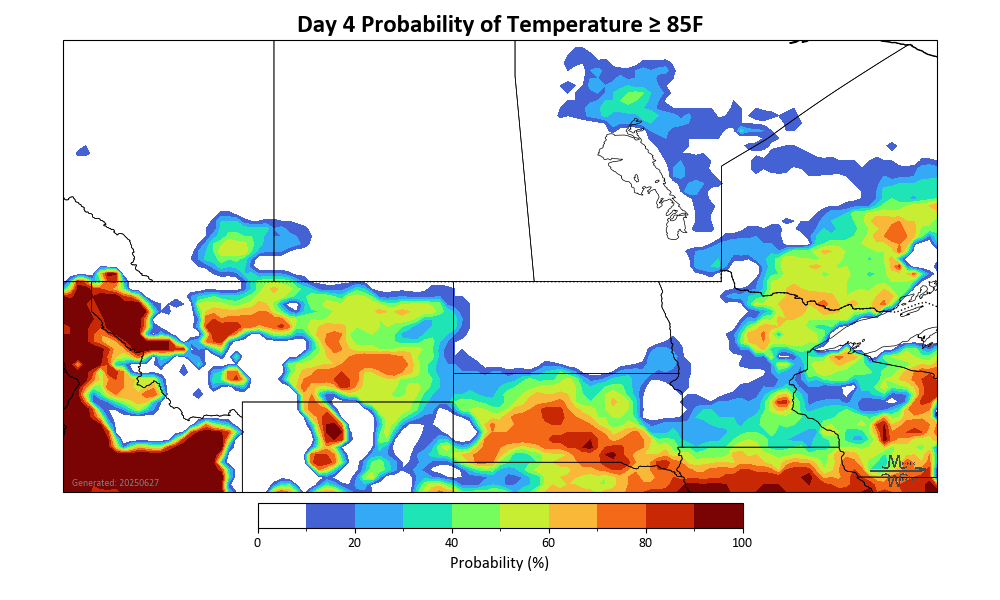 Day 4 Probability of Temperature ≥ 85F
Generated: 20250627
0 20 40 60 80 100
Probability (%)